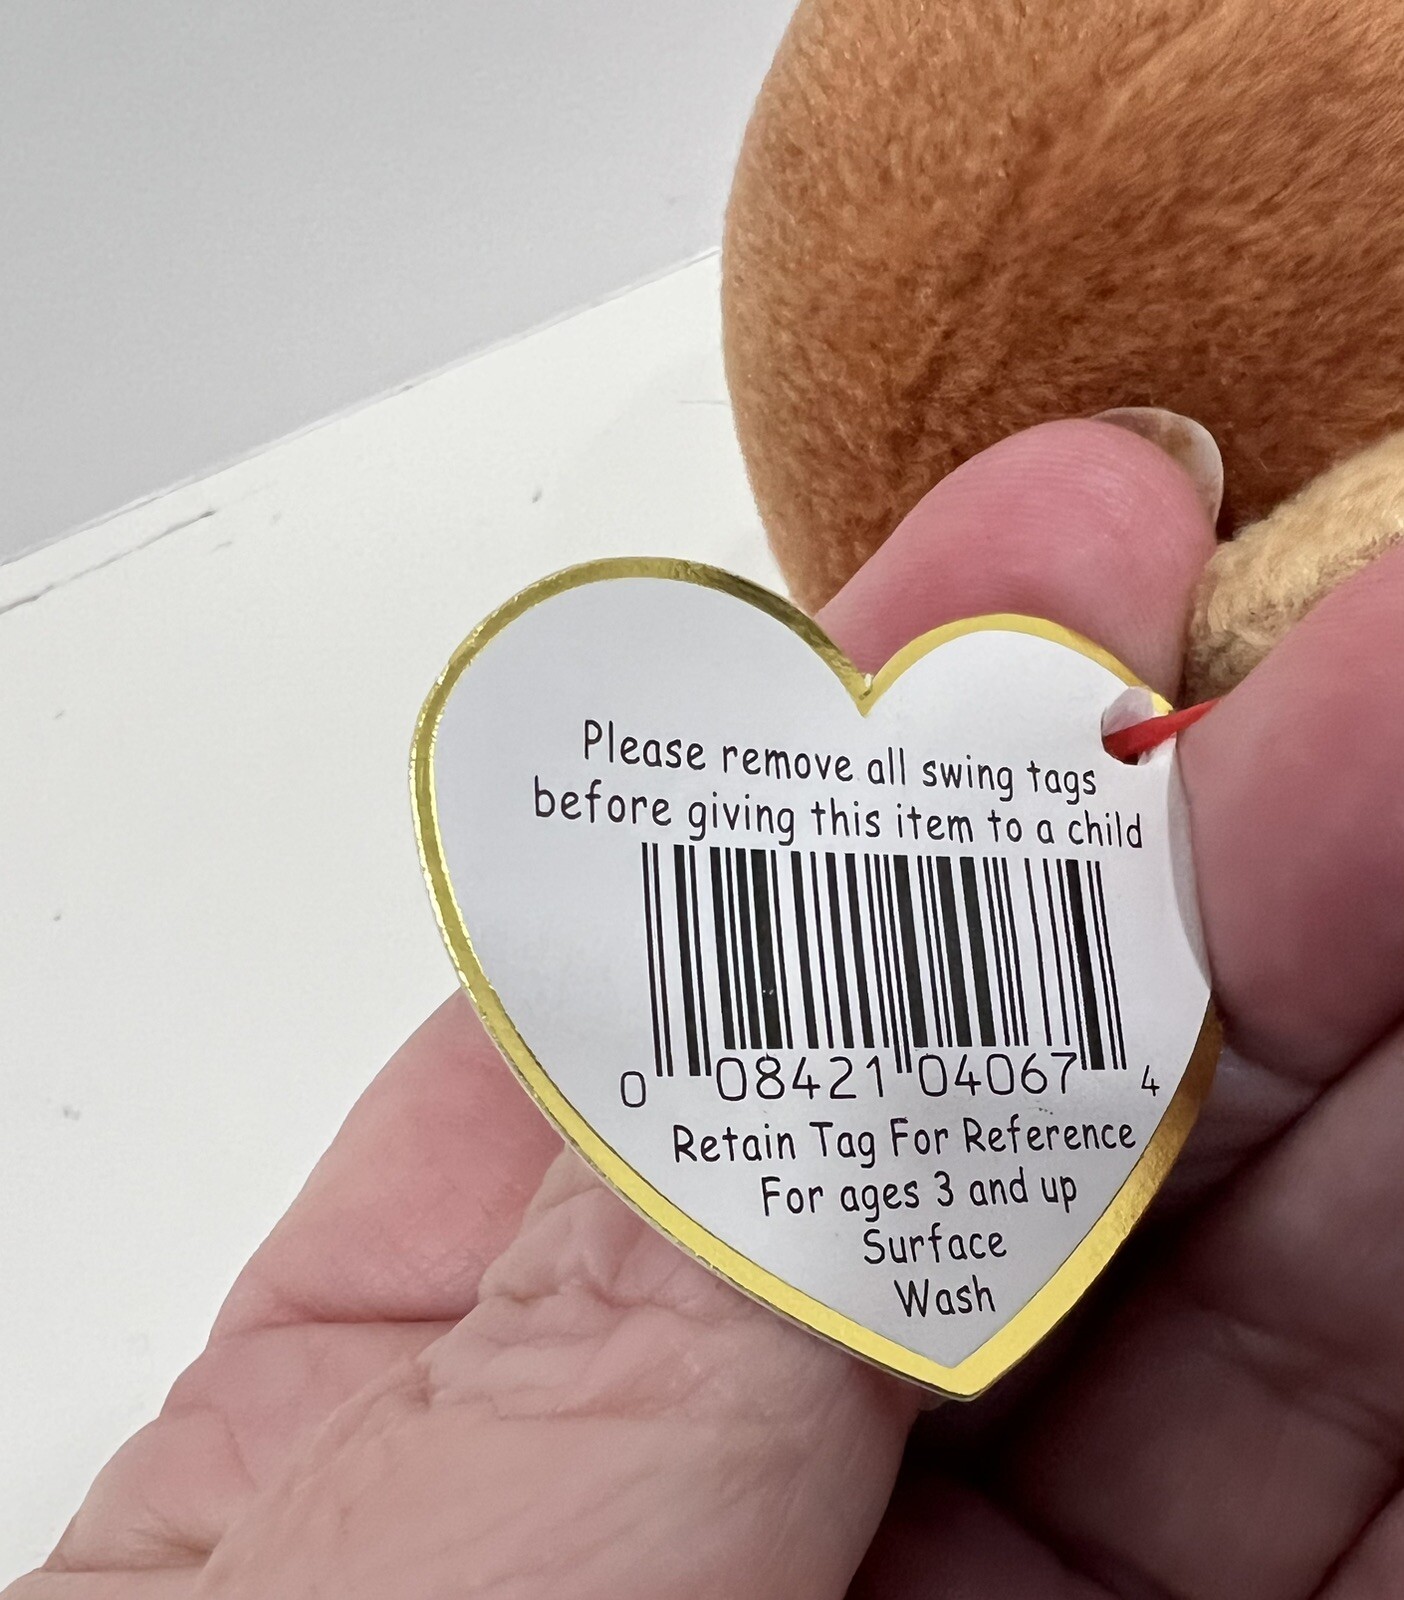 Please remove all swing tags
before giving this item to a child
0 08421 04067 4
Retain Tag For Reference
For ages 3 and up
Surface
Wash